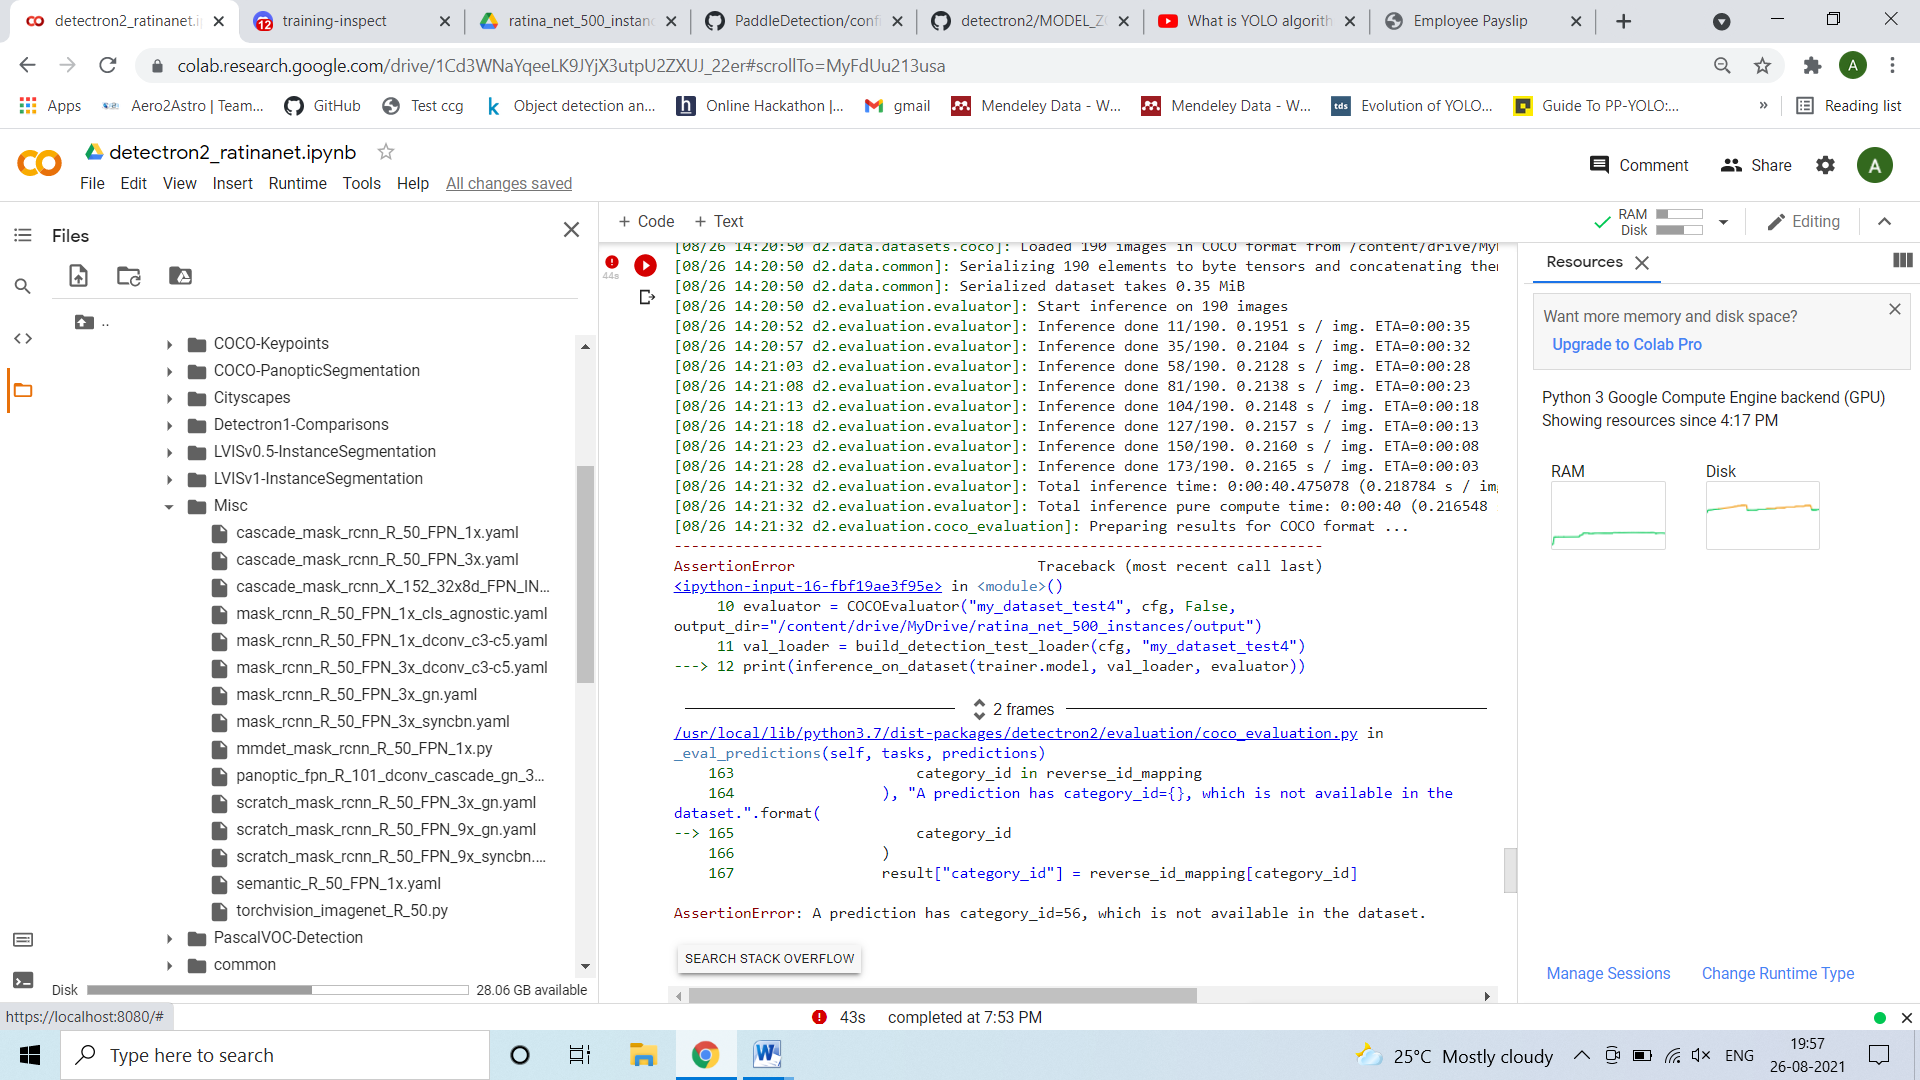 detectron2_ratinanet.i
training-inspect
ratina_net_500_instanc
PaddleDetection/confi
detectron2/MODEL_Z
What is YOLO algorith
Employee Payslip
colab.research.google.com/drive/1Cd3WNaYqeeLK9JYjX3utpU2ZXUJ_22er#scrollTo=MyFdUu213usa
A
Apps
Aero2Astro | Team...
GitHub
Test ccg
Object detection an...
Online Hackathon |...
gmail
Mendeley Data - W...
Mendeley Data - W...
Evolution of YOLO...
Guide To PP-YOLO:...
»
Reading list
detectron2_ratinanet.ipynb
File Edit View Insert Runtime Tools Help All changes saved
Comment
Share
A
Files
+ Code + Text
RAM
Disk
Editing
..
COCO-Keypoints
COCO-PanopticSegmentation
Cityscapes
Detectron1-Comparisons
LVISv0.5-InstanceSegmentation
LVISv1-InstanceSegmentation
Misc
cascade_mask_rcnn_R_50_FPN_1x.yaml
cascade_mask_rcnn_R_50_FPN_3x.yaml
cascade_mask_rcnn_X_152_32x8d_FPN_IN...
mask_rcnn_R_50_FPN_1x_cls_agnostic.yaml
mask_rcnn_R_50_FPN_1x_dconv_c3-c5.yaml
mask_rcnn_R_50_FPN_3x_dconv_c3-c5.yaml
mask_rcnn_R_50_FPN_3x_gn.yaml
mask_rcnn_R_50_FPN_3x_syncbn.yaml
mmdet_mask_rcnn_R_50_FPN_1x.py
panoptic_fpn_R_101_dconv_cascade_gn_3...
scratch_mask_rcnn_R_50_FPN_3x_gn.yaml
scratch_mask_rcnn_R_50_FPN_9x_gn.yaml
scratch_mask_rcnn_R_50_FPN_9x_syncbn....
semantic_R_50_FPN_1x.yaml
torchvision_imagenet_R_50.py
PascalVOC-Detection
common
Disk
28.06 GB available
https://localhost:8080/#
44s
[08/26 14:20:50 d2.data.datasets.coco]: Loaded 190 images in COCO format from /content/drive/My
[08/26 14:20:50 d2.data.common]: Serializing 190 elements to byte tensors and concatenating the
[08/26 14:20:50 d2.data.common]: Serialized dataset takes 0.35 MiB
[08/26 14:20:50 d2.evaluation.evaluator]: Start inference on 190 images
[08/26 14:20:52 d2.evaluation.evaluator]: Inference done 11/190. 0.1951 s / img. ETA=0:00:35
[08/26 14:20:57 d2.evaluation.evaluator]: Inference done 35/190. 0.2104 s / img. ETA=0:00:32
[08/26 14:21:03 d2.evaluation.evaluator]: Inference done 58/190. 0.2128 s / img. ETA=0:00:28
[08/26 14:21:08 d2.evaluation.evaluator]: Inference done 81/190. 0.2138 s / img. ETA=0:00:23
[08/26 14:21:13 d2.evaluation.evaluator]: Inference done 104/190. 0.2148 s / img. ETA=0:00:18
[08/26 14:21:18 d2.evaluation.evaluator]: Inference done 127/190. 0.2157 s / img. ETA=0:00:13
[08/26 14:21:23 d2.evaluation.evaluator]: Inference done 150/190. 0.2160 s / img. ETA=0:00:08
[08/26 14:21:28 d2.evaluation.evaluator]: Inference done 173/190. 0.2165 s / img. ETA=0:00:03
[08/26 14:21:32 d2.evaluation.evaluator]: Total inference time: 0:00:40.475078 (0.218784 s / im
[08/26 14:21:32 d2.evaluation.evaluator]: Total inference pure compute time: 0:00:40 (0.216548
[08/26 14:21:32 d2.evaluation.coco_evaluation]: Preparing results for COCO format ...
---------------------------------------------------------------------------
AssertionError Traceback (most recent call last)
<ipython-input-16-fbf19ae3f95e> in <module>()
10 evaluator = COCOEvaluator("my_dataset_test4", cfg, False,
output_dir="/content/drive/MyDrive/ratina_net_500_instances/output")
11 val_loader = build_detection_test_loader(cfg, "my_dataset_test4")
---> 12 print(inference_on_dataset(trainer.model, val_loader, evaluator))
2 frames
/usr/local/lib/python3.7/dist-packages/detectron2/evaluation/coco_evaluation.py in
_eval_predictions(self, tasks, predictions)
163 category_id in reverse_id_mapping
164 ), "A prediction has category_id={}, which is not available in the
dataset.".format(
--> 165 category_id
166 )
167 result["category_id"] = reverse_id_mapping[category_id]
AssertionError: A prediction has category_id=56, which is not available in the dataset.
SEARCH STACK OVERFLOW
Resources
Want more memory and disk space?
Upgrade to Colab Pro
Python 3 Google Compute Engine backend (GPU)
Showing resources since 4:17 PM
RAM
Disk
Manage Sessions
Change Runtime Type
43s completed at 7:53 PM
Type here to search
25°C Mostly cloudy
ENG
19:57
26-08-2021